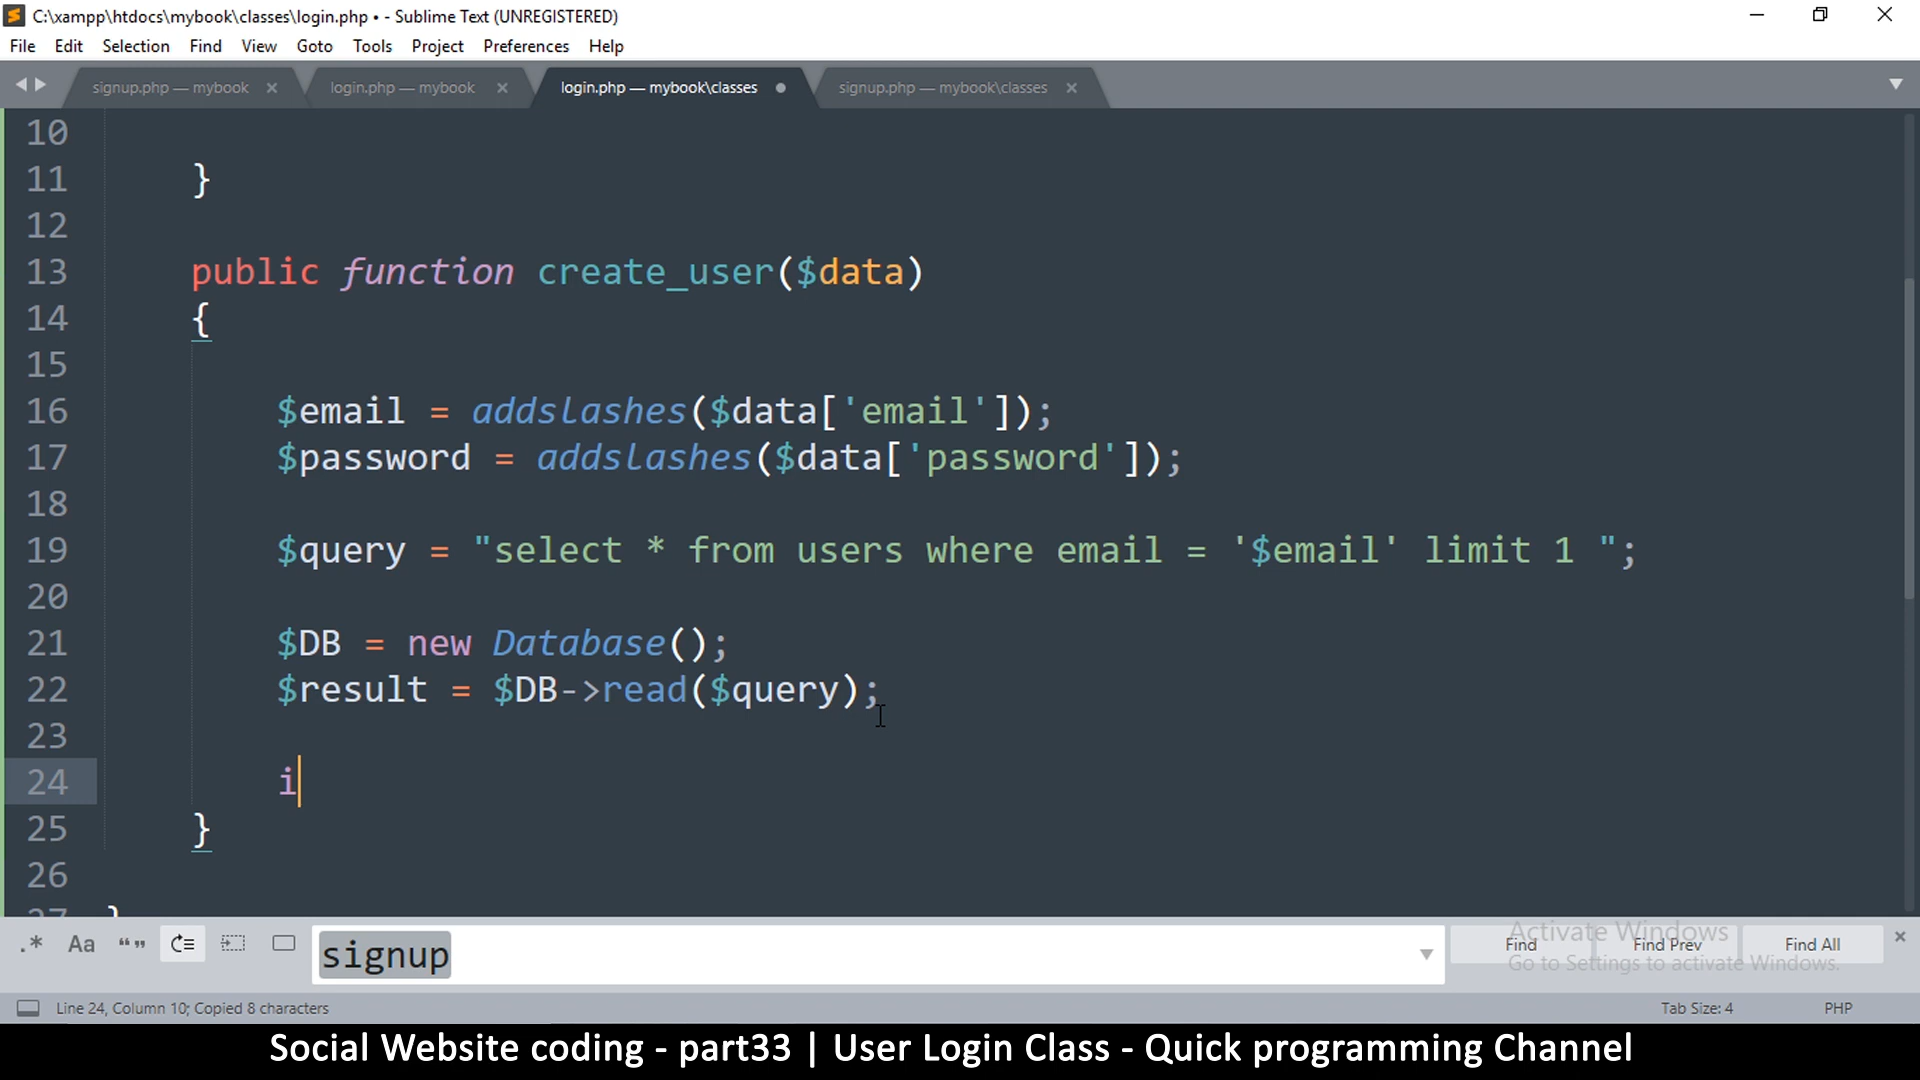 C:\xampp\htdocs\mybook\classes\login.php • - Sublime Text (UNREGISTERED)
File Edit Selection Find View Goto Tools Project Preferences Help
signup.php — mybook login.php — mybook login.php — mybook\classes signup.php — mybook\classes
10
11 }
12
13 public function create_user($data)
14 {
15
16 $email = addslashes($data['email']);
17 $password = addslashes($data['password']);
18
19 $query = "select * from users where email = '$email' limit 1 ";
20
21 $DB = new Database();
22 $result = $DB->read($query);
23
24 i
25 }
26
27 }
.* Aa “” signup Find Find Prev Find All
Activate Windows
Go to Settings to activate Windows.
Line 24, Column 10; Copied 8 characters Tab Size: 4 PHP
Social Website coding - part33 | User Login Class - Quick programming Channel